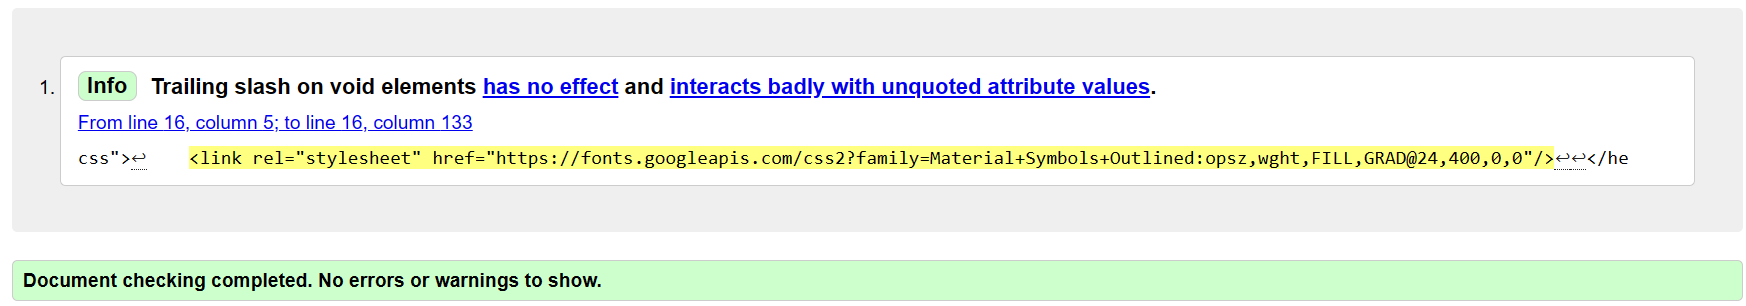 1. Info Trailing slash on void elements has no effect and interacts badly with unquoted attribute values.
From line 16, column 5; to line 16, column 133
css">↩    <link rel="stylesheet" href="https://fonts.googleapis.com/css2?family=Material+Symbols+Outlined:opsz,wght,FILL,GRAD@24,400,0,0"/>↩↩</he
Document checking completed. No errors or warnings to show.